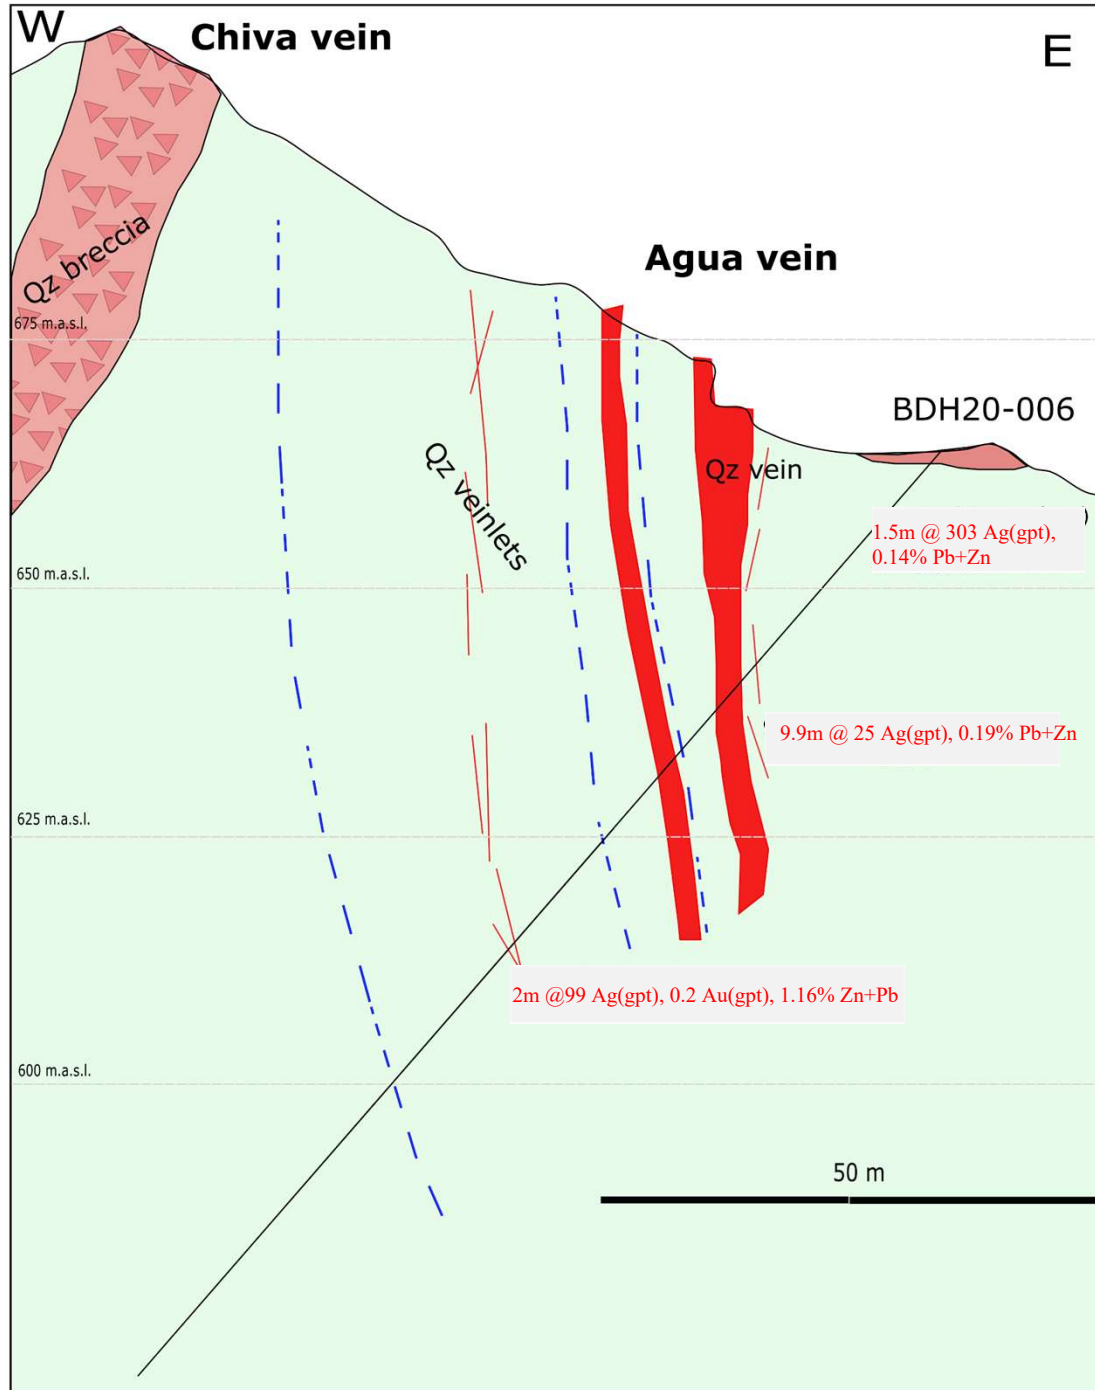 W
Chiva vein
E
Qz breccia
Agua vein
675 m.a.s.l.
BDH20-006
Qz veinlets
Qz vein
1.5m @ 303 Ag(gpt),
0.14% Pb+Zn
650 m.a.s.l.
9.9m @ 25 Ag(gpt), 0.19% Pb+Zn
625 m.a.s.l.
2m @99 Ag(gpt), 0.2 Au(gpt), 1.16% Zn+Pb
600 m.a.s.l.
50 m